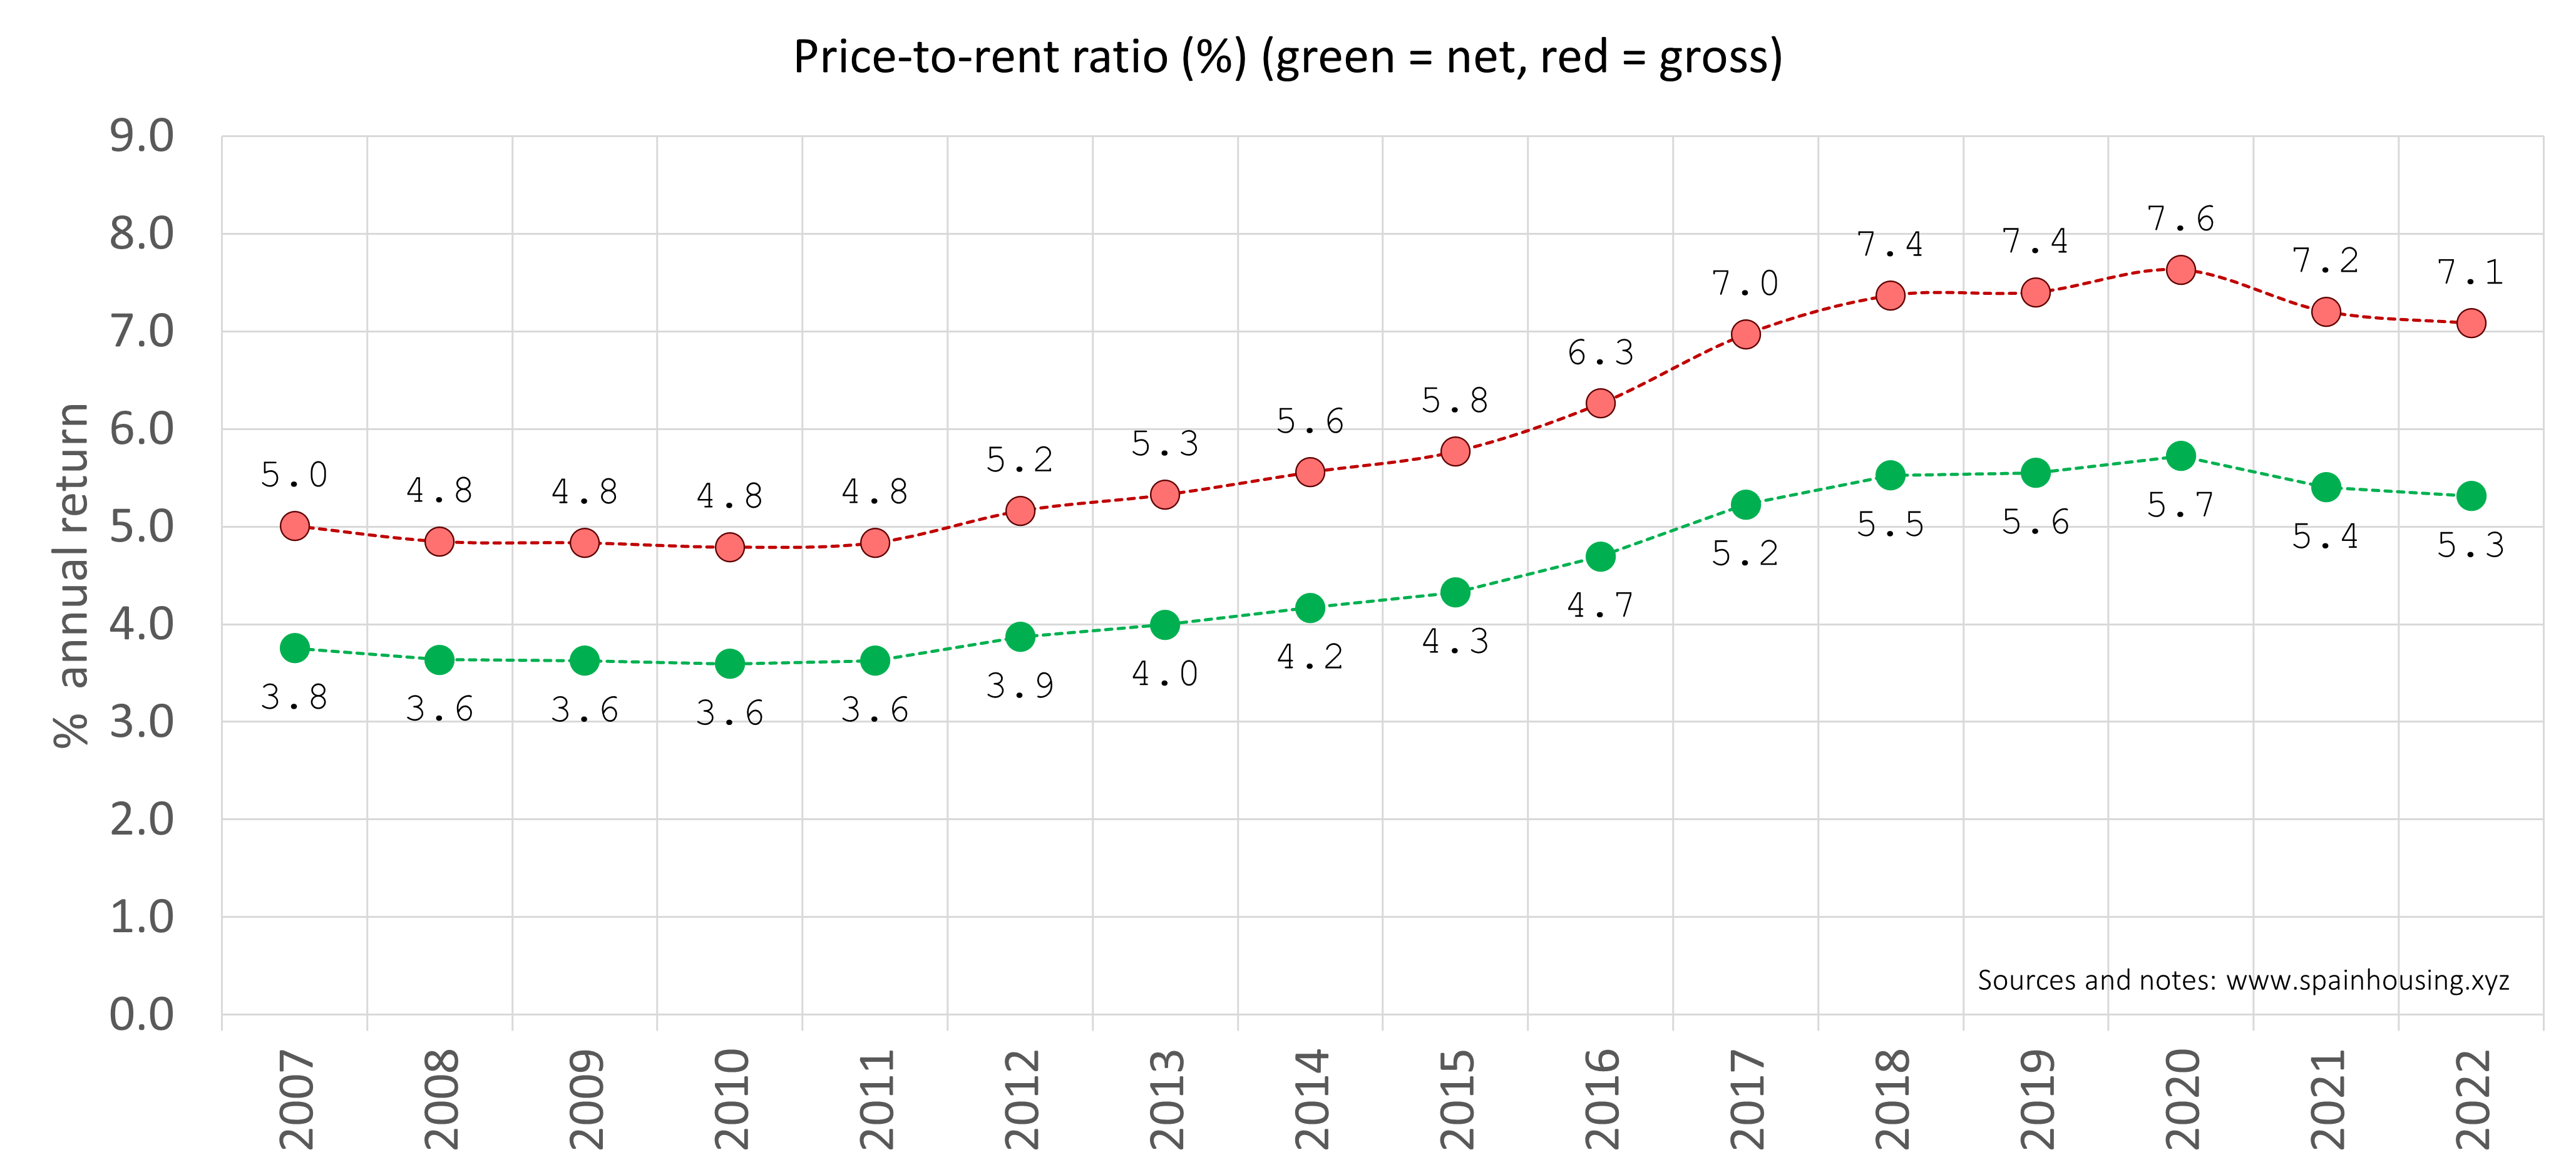 Price-to-rent ratio (%) (green = net, red = gross)
% annual return
9.0
8.0
7.0
6.0
5.0
4.0
3.0
2.0
1.0
0.0
5.0 4.8 4.8 4.8 4.8 5.2 5.3 5.6 5.8 6.3 7.0 7.4 7.4 7.6 7.2 7.1
3.8 3.6 3.6 3.6 3.6 3.9 4.0 4.2 4.3 4.7 5.2 5.5 5.6 5.7 5.4 5.3
Sources and notes: www.spainhousing.xyz
2007 2008 2009 2010 2011 2012 2013 2014 2015 2016 2017 2018 2019 2020 2021 2022